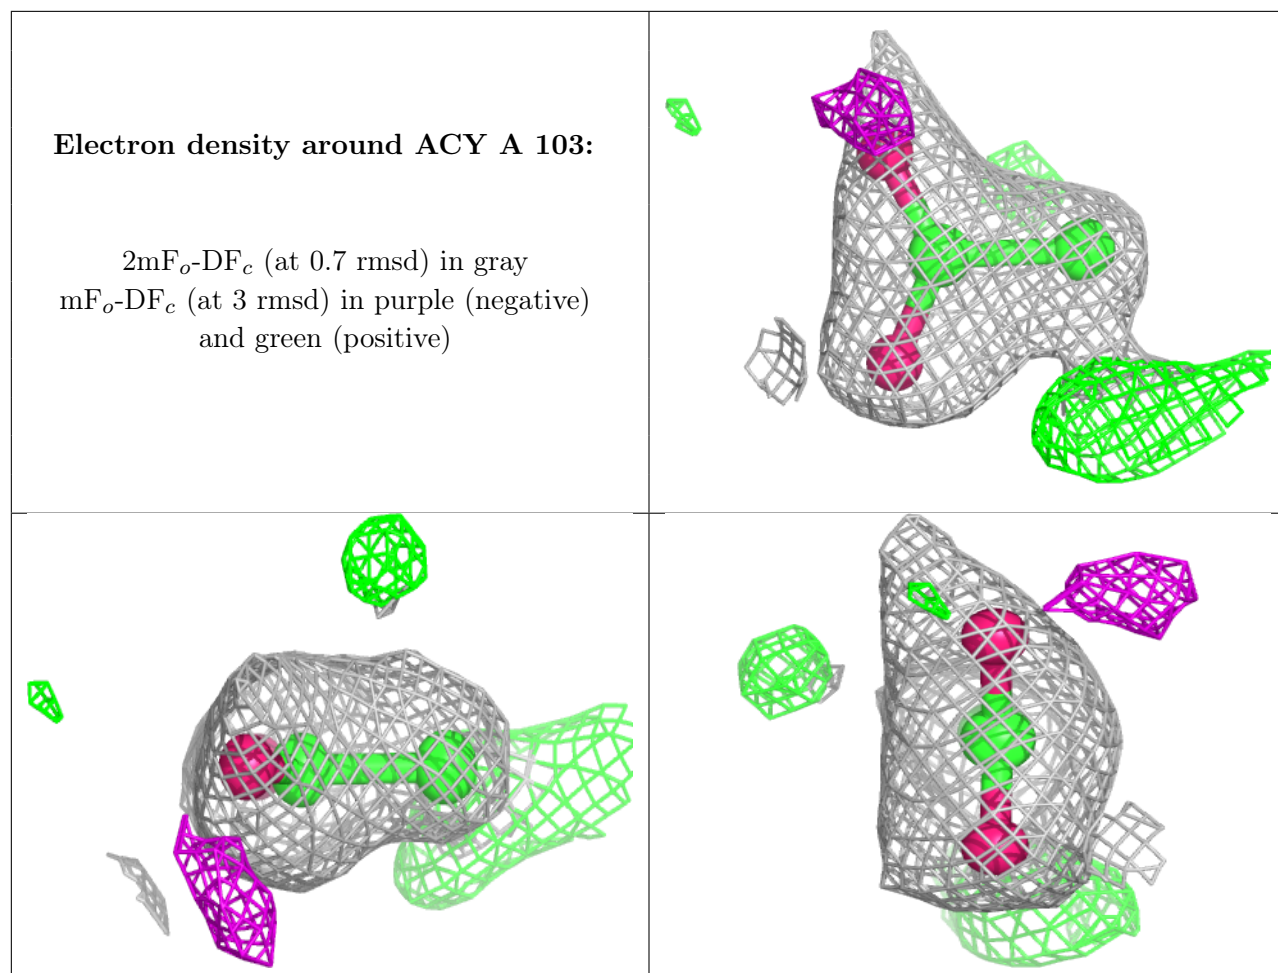 Electron density around ACY A 103:
2mFo-DFc (at 0.7 rmsd) in gray
mFo-DFc (at 3 rmsd) in purple (negative)
and green (positive)